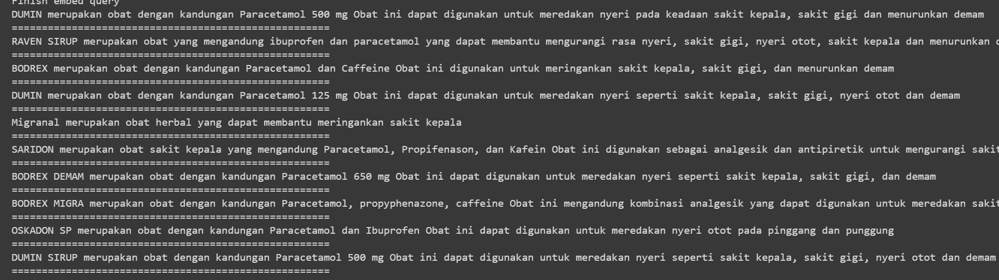 Finish embed query
DUMIN merupakan obat dengan kandungan Paracetamol 500 mg Obat ini dapat digunakan untuk meredakan nyeri pada keadaan sakit kepala, sakit gigi dan menurunkan demam
=====================================================
RAVEN SIRUP merupakan obat yang mengandung ibuprofen dan paracetamol yang dapat membantu mengurangi rasa nyeri, sakit gigi, nyeri otot, sakit kepala dan menurunkan
=====================================================
BODREX merupakan obat dengan kandungan Paracetamol dan Caffeine Obat ini digunakan untuk meringankan sakit kepala, sakit gigi, dan menurunkan demam
=====================================================
DUMIN merupakan obat dengan kandungan Paracetamol 125 mg Obat ini dapat digunakan untuk meredakan nyeri seperti sakit kepala, sakit gigi, nyeri otot dan demam
=====================================================
Migranal merupakan obat herbal yang dapat membantu meringankan sakit kepala
=====================================================
SARIDON merupakan obat sakit kepala yang mengandung Paracetamol, Propifenason, dan Kafein Obat ini digunakan sebagai analgesik dan antipiretik untuk mengurangi sakit
=====================================================
BODREX DEMAM merupakan obat dengan kandungan Paracetamol 650 mg Obat ini dapat digunakan untuk meredakan nyeri seperti sakit kepala, sakit gigi, dan demam
=====================================================
BODREX MIGRA merupakan obat dengan kandungan Paracetamol, propyphenazone, caffeine Obat ini mengandung kombinasi analgesik yang dapat digunakan untuk meredakan sakit
=====================================================
OSKADON SP merupakan obat dengan kandungan Paracetamol dan Ibuprofen Obat ini dapat digunakan untuk meredakan nyeri otot pada pinggang dan punggung
=====================================================
DUMIN SIRUP merupakan obat dengan kandungan Paracetamol 500 mg Obat ini dapat digunakan untuk meredakan nyeri seperti sakit kepala, sakit gigi, nyeri otot dan demam
=====================================================